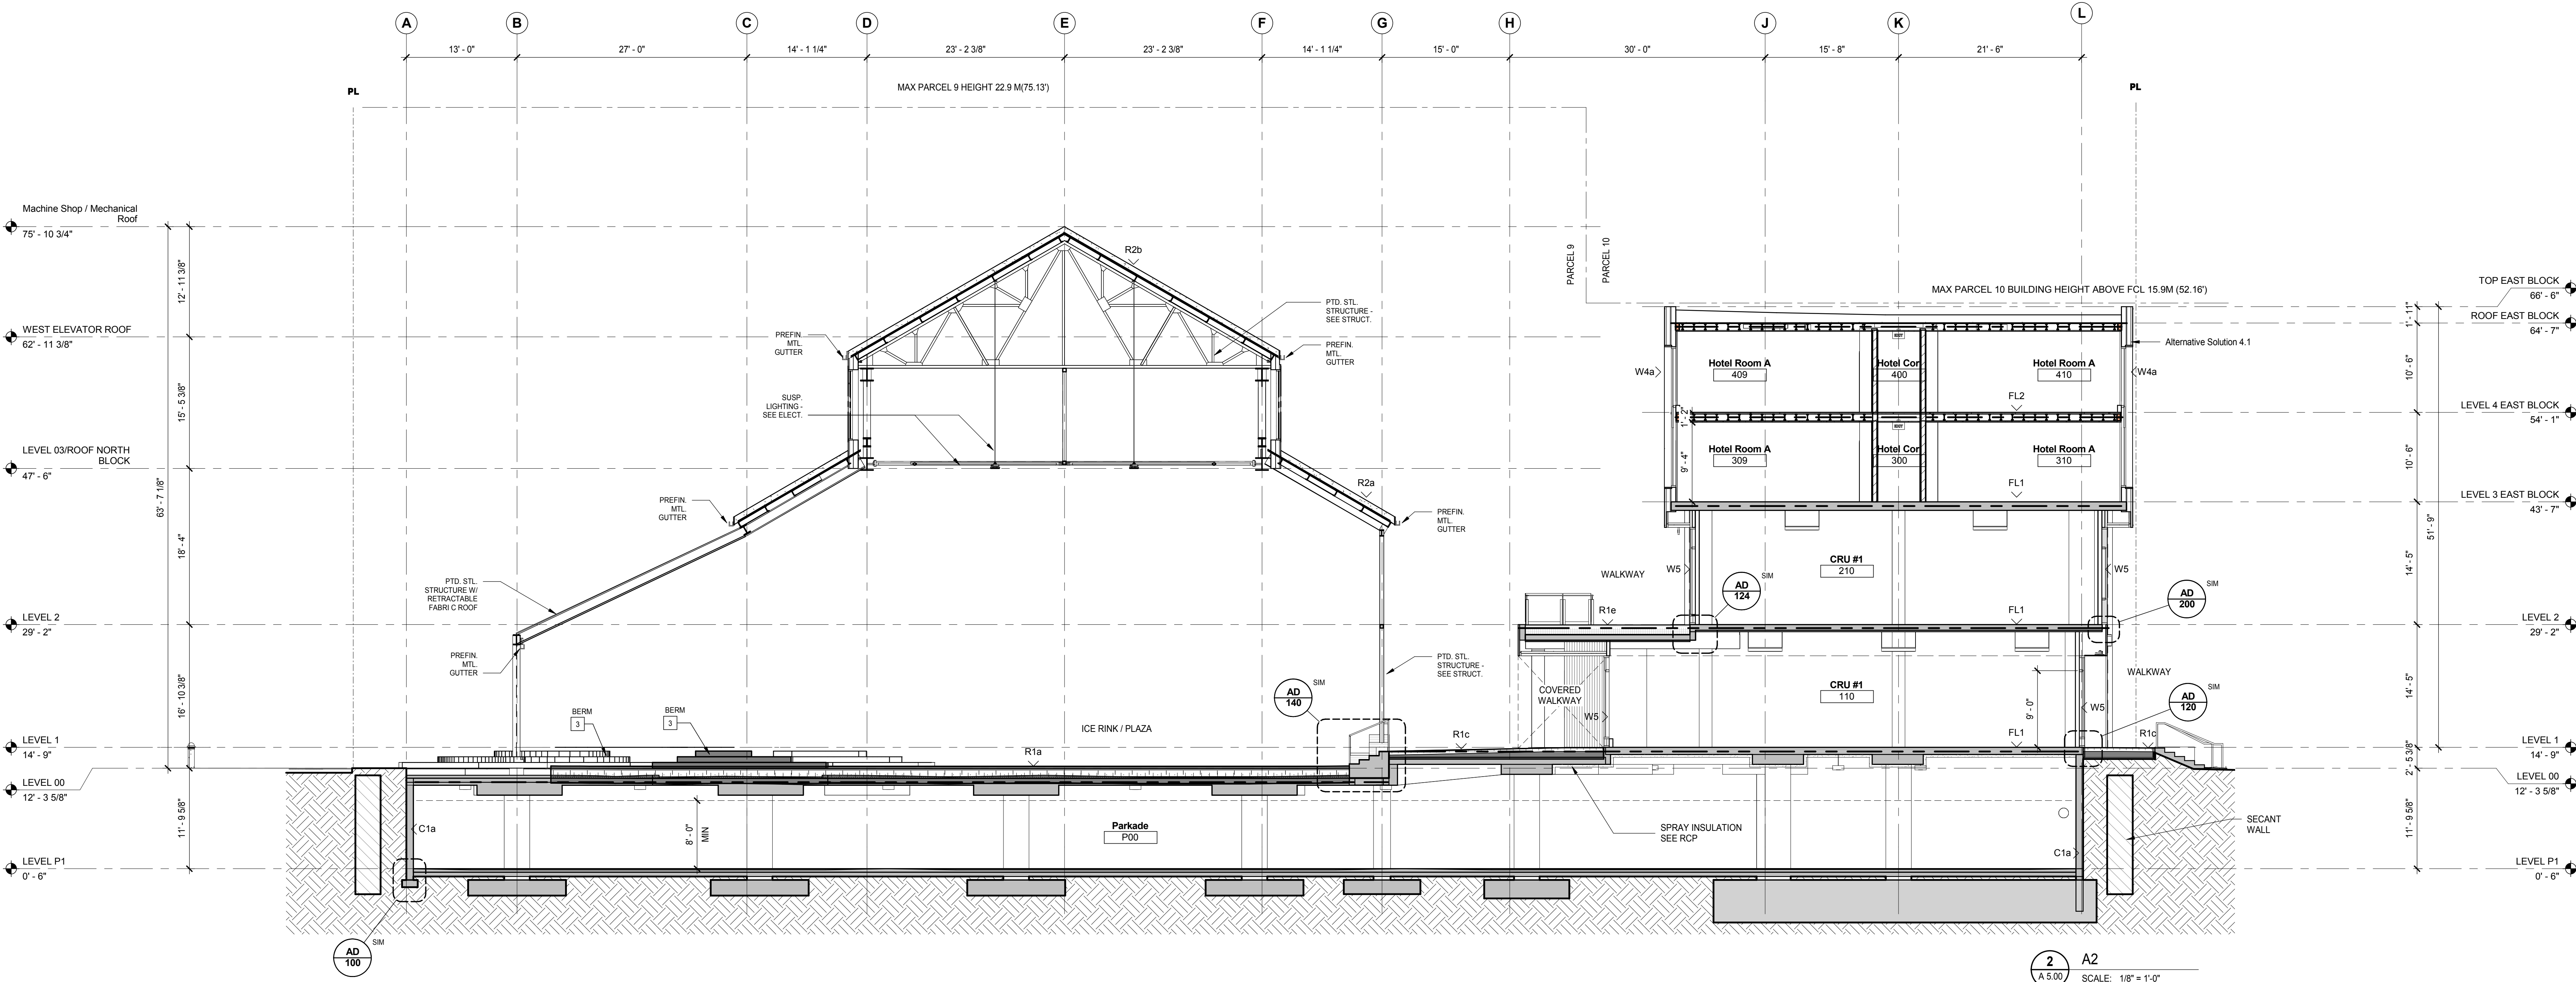 A
B
C
D
E
F
G
H
J
K
L
13' - 0"
27' - 0"
14' - 1 1/4"
23' - 2 3/8"
23' - 2 3/8"
14' - 1 1/4"
15' - 0"
30' - 0"
15' - 8"
21' - 6"
PL
MAX PARCEL 9 HEIGHT 22.9 M(75.13')
PL
Machine Shop / Mechanical
Roof
75' - 10 3/4"
WEST ELEVATOR ROOF
62' - 11 3/8"
LEVEL 03/ROOF NORTH
BLOCK
47' - 6"
LEVEL 2
29' - 2"
LEVEL 1
14' - 9"
LEVEL 00
12' - 3 5/8"
LEVEL P1
0' - 6"
63' - 7 1/8"
12' - 11 3/8"
15' - 5 3/8"
18' - 4"
16' - 10 3/8"
11' - 9 5/8"
R2b
PTD. STL.
STRUCTURE -
SEE STRUCT.
PREFIN.
MTL.
GUTTER
PREFIN.
MTL.
GUTTER
SUSP.
LIGHTING -
SEE ELECT.
R2a
PREFIN.
MTL.
GUTTER
PREFIN.
MTL.
GUTTER
PTD. STL.
STRUCTURE W/
RETRACTABLE
FABRI C ROOF
PREFIN.
MTL.
GUTTER
PTD. STL.
STRUCTURE -
SEE STRUCT.
BERM
3
BERM
3
ICE RINK / PLAZA
R1a
AD
140
SIM
R1c
C1a
8' - 0"
MIN
Parkade
P00
SPRAY INSULATION
SEE RCP
AD
100
SIM
PARCEL 9
PARCEL 10
MAX PARCEL 10 BUILDING HEIGHT ABOVE FCL 15.9M (52.16')
Alternative Solution 4.1
W4a
W4a
Hotel Room A
409
Hotel Cor
400
Hotel Room A
410
FL2
1' - 2"
EXIT
EXIT
Hotel Room A
309
Hotel Cor
300
Hotel Room A
310
9' - 4"
FL1
CRU #1
210
WALKWAY
W5
W5
AD
124
SIM
AD
200
SIM
R1e
FL1
COVERED
WALKWAY
W5
CRU #1
110
9' - 0"
W5
WALKWAY
AD
120
SIM
FL1
R1c
C1a
SECANT
WALL
1' - 11"
10' - 6"
10' - 6"
14' - 5"
14' - 5"
2' - 5 3/8"
11' - 9 5/8"
51' - 9"
TOP EAST BLOCK
66' - 6"
ROOF EAST BLOCK
64' - 7"
LEVEL 4 EAST BLOCK
54' - 1"
LEVEL 3 EAST BLOCK
43' - 7"
LEVEL 2
29' - 2"
LEVEL 1
14' - 9"
LEVEL 00
12' - 3 5/8"
LEVEL P1
0' - 6"
2
A 5.00
A2
SCALE: 1/8" = 1'-0"